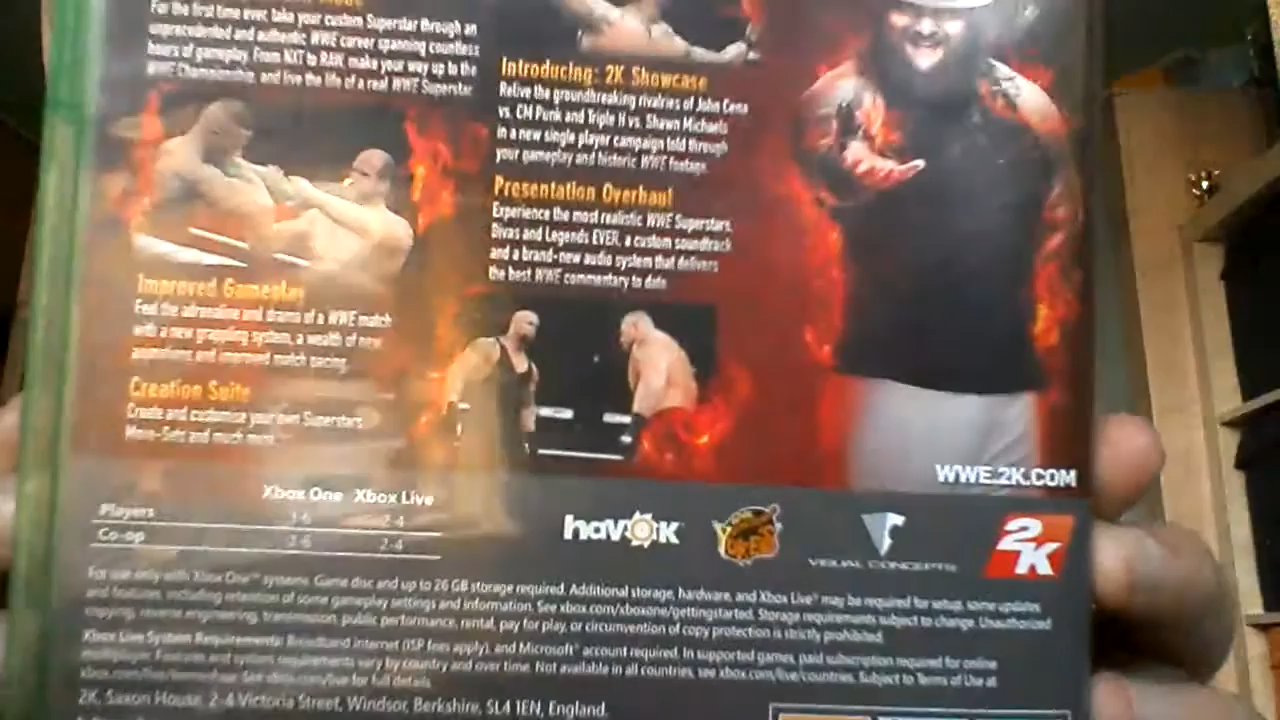 For the first time ever, take your custom Superstar through an
unprecedented and authentic WWE career spanning countless
hours of gameplay. From NXT to RAW, make your way up to the
WWE Championship, and live the life of a real WWE Superstar.
Improved Gameplay
Feel the adrenaline and drama of a WWE match
with a new grappling system, a wealth of new
animations and improved match pacing.
Creation Suite
Create and customise your own Superstars
Move-Sets and much more.
Introducing: 2K Showcase
Relive the groundbreaking rivalries of John Cena
vs. CM Punk and Triple H vs. Shawn Michaels
in a new single player campaign told through
your gameplay and historic WWE footage.
Presentation Overhaul
Experience the most realistic WWE Superstars,
Divas and Legends EVER, a custom soundtrack
and a brand-new audio system that delivers
the best WWE commentary to date
WWE.2K.COM
Xbox One Xbox Live
Players 2-4
Co-op 2-4
havok
VISUAL CONCEPTS
2K
For use only with Xbox One™ systems. Game disc and up to 26 GB storage required. Additional storage, hardware, and Xbox Live® may be required for setup, some updates
and features, including retention of some gameplay settings and information. See xbox.com/xboxone/gettingstarted. Storage requirements subject to change. Unauthorized
copying, reverse engineering, transmission, public performance, rental, pay for play, or circumvention of copy protection is strictly prohibited.
Xbox Live System Requirements: Broadband internet (ISP fees apply), and Microsoft® account required. In supported games, paid subscription required for online
multiplayer. Features and system requirements vary by country and over time. Not available in all countries, see xbox.com/live/countries. Subject to Terms of Use at
See xbox.com/live for full details.
2K, Saxon House, 2-4 Victoria Street, Windsor, Berkshire, SL4 1EN, England.